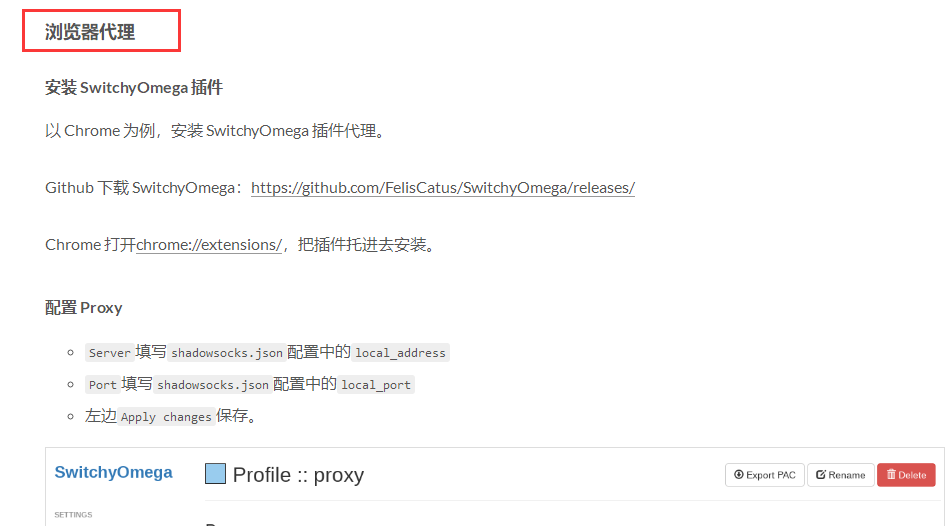 浏览器代理
安装 SwitchyOmega 插件
以 Chrome 为例，安装 SwitchyOmega 插件代理。
Github 下载 SwitchyOmega：https://github.com/FelisCatus/SwitchyOmega/releases/
Chrome 打开chrome://extensions/，把插件托进去安装。
配置 Proxy
Server 填写 shadowsocks.json 配置中的 local_address
Port 填写 shadowsocks.json 配置中的 local_port
左边 Apply changes 保存。
SwitchyOmega
Profile :: proxy
Export PAC
Rename
Delete
SETTINGS